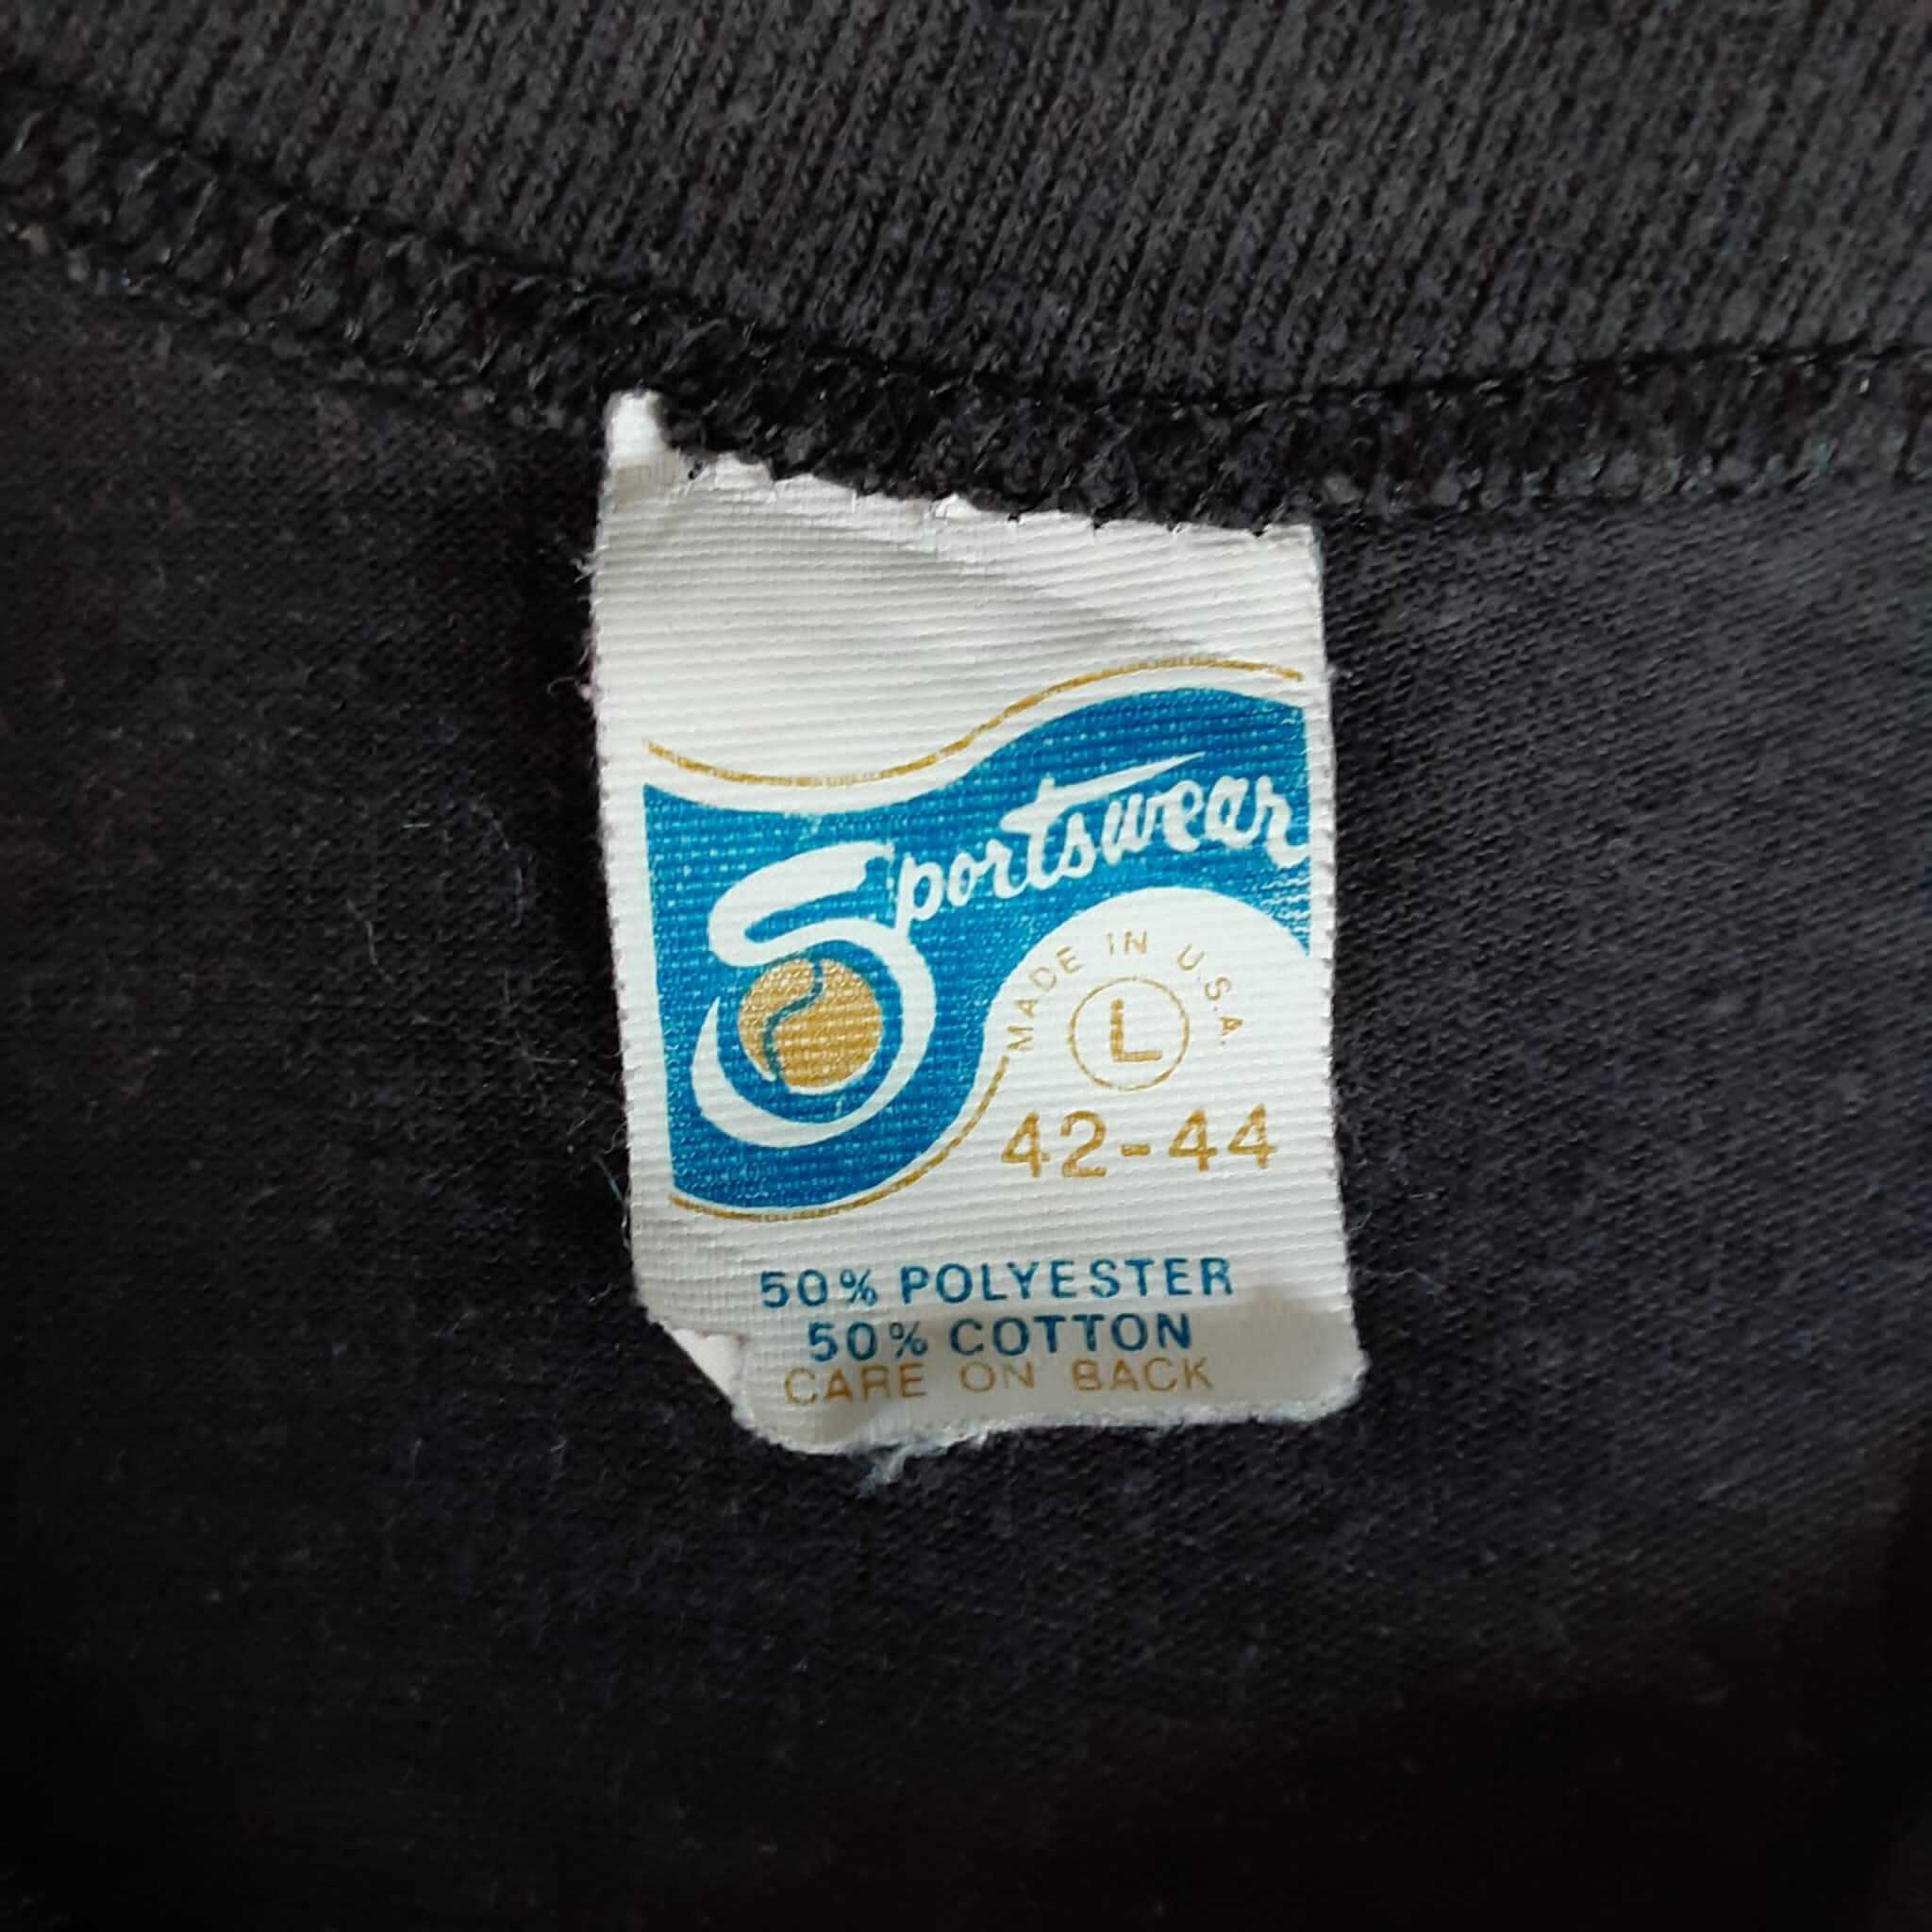 Sportswear
MADE IN U.S.A.
L
42-44
50% POLYESTER
50% COTTON
CARE ON BACK